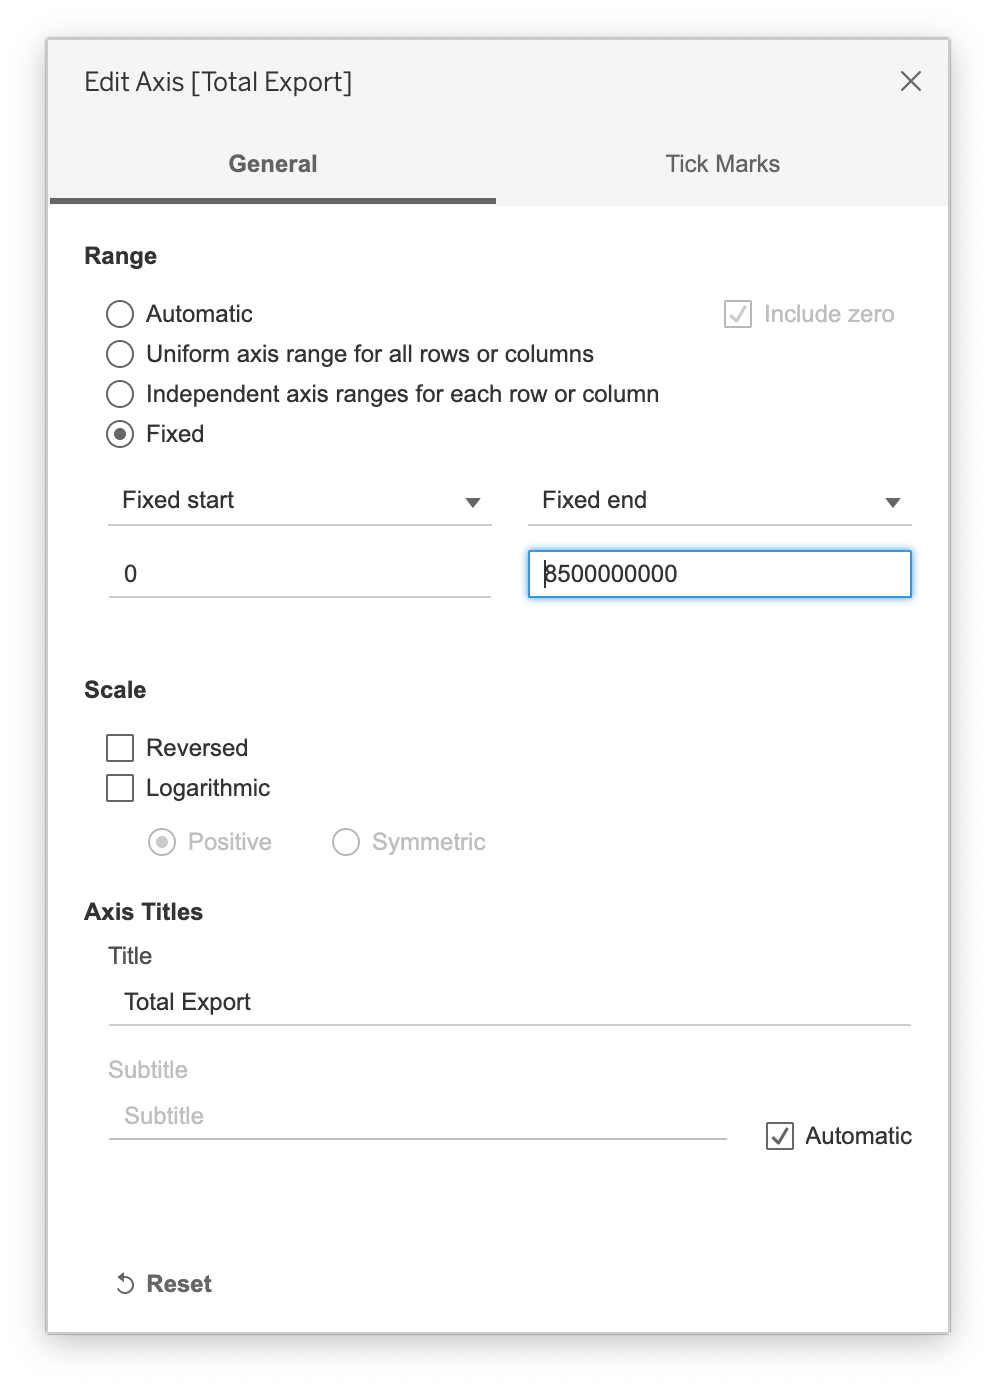 Edit Axis [Total Export]
General
Tick Marks
Range
Automatic
Include zero
Uniform axis range for all rows or columns
Independent axis ranges for each row or column
Fixed
Fixed start
Fixed end
0
8500000000
Scale
Reversed
Logarithmic
Positive
Symmetric
Axis Titles
Title
Total Export
Subtitle
Subtitle
Automatic
Reset